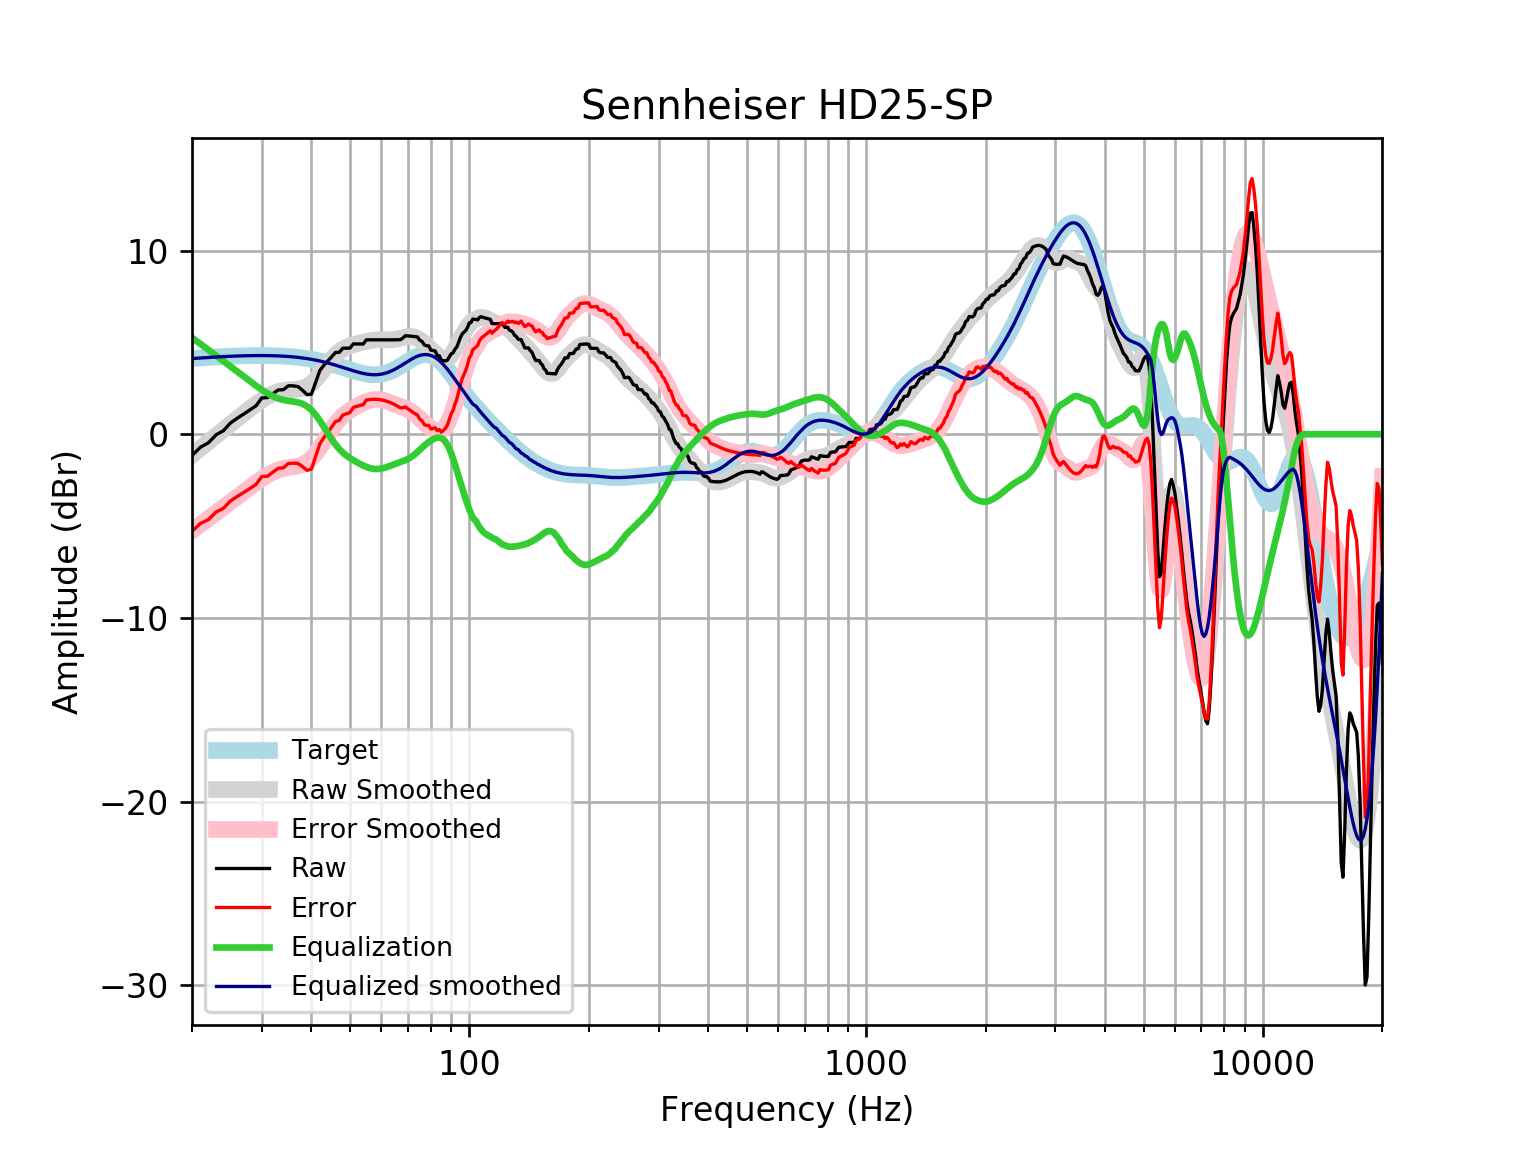 Sennheiser HD25-SP
10
0
−10
−20
−30
Amplitude (dBr)
Target
Raw Smoothed
Error Smoothed
Raw
Error
Equalization
Equalized smoothed
100
1000
10000
Frequency (Hz)